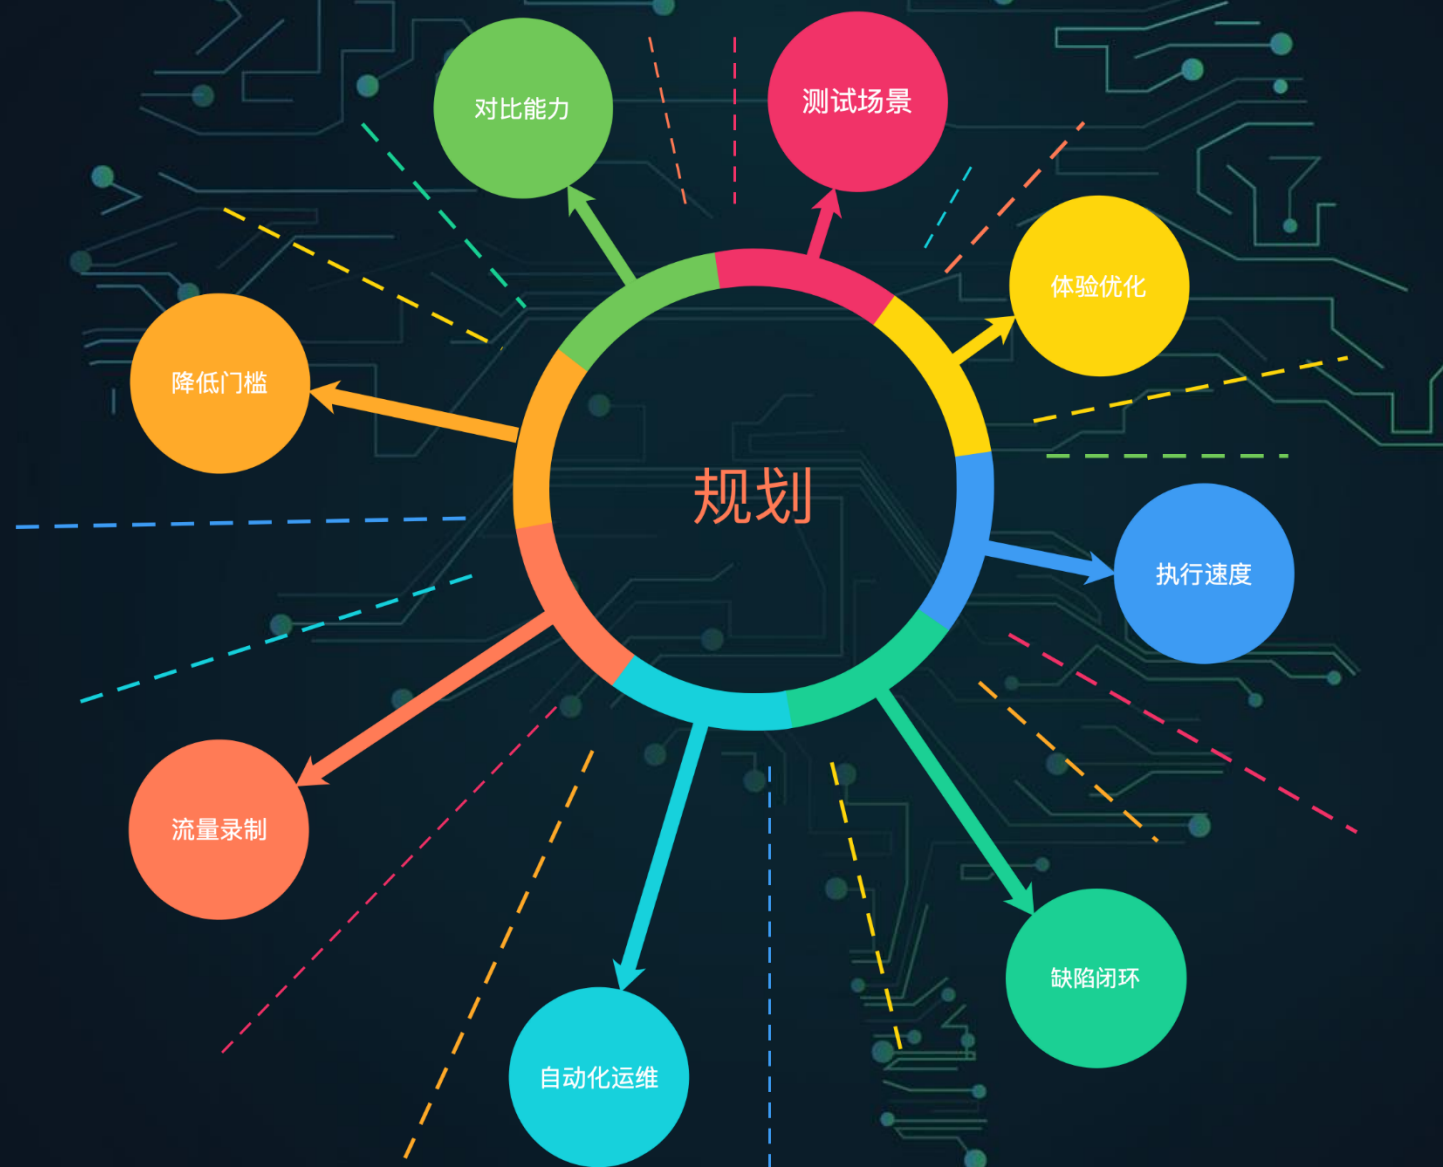 测试场景
对比能力
体验优化
降低门槛
规划
执行速度
流量录制
缺陷闭环
自动化运维